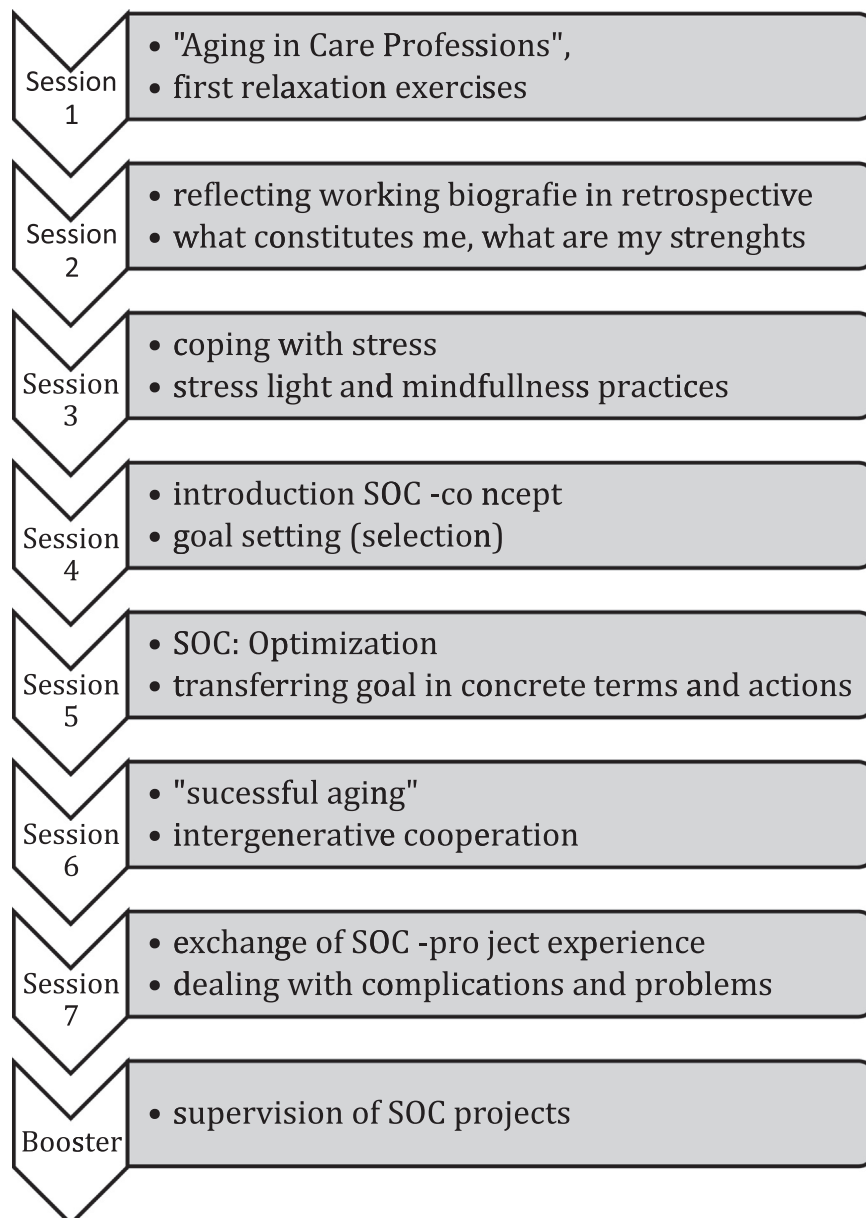 Session
1
• "Aging in Care Professions",
• first relaxation exercises
Session
2
• reflecting working biografie in retrospective
• what constitutes me, what are my strenghts
Session
3
• coping with stress
• stress light and mindfullness practices
Session
4
• introduction SOC -co ncept
• goal setting (selection)
Session
5
• SOC: Optimization
• transferring goal in concrete terms and actions
Session
6
• "sucessful aging"
• intergenerative cooperation
Session
7
• exchange of SOC -pro ject experience
• dealing with complications and problems
Booster
• supervision of SOC projects